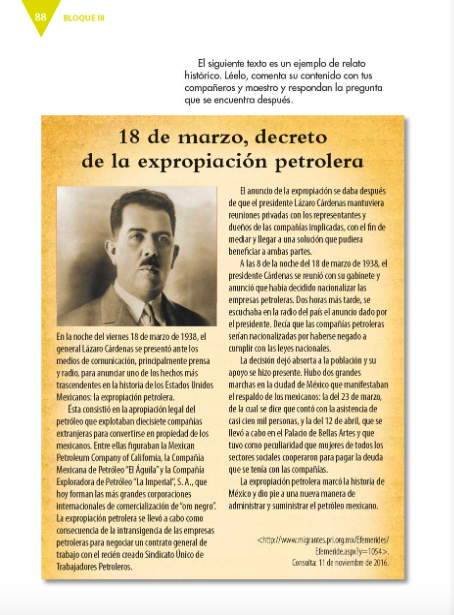 88
BLOQUE III
El siguiente texto es un ejemplo de relato
histórico. Léelo, comenta su contenido con tus
compañeros y maestro y respondan la pregunta
que se encuentra después.
18 de marzo, decreto
de la expropiación petrolera
En la noche del viernes 18 de marzo de 1938, el
general Lázaro Cárdenas se presentó ante los
medios de comunicación, principalmente prensa
y radio, para anunciar uno de los hechos más
trascendentes en la historia de los Estados Unidos
Mexicanos: la expropiación petrolera.
Ésta consistió en la apropiación legal del
petróleo que explotaban diecisiete compañías
extranjeras para convertirse en propiedad de los
mexicanos. Entre ellas figuraban la Mexican
Petroleum Company of California, la Compañía
Mexicana de Petróleo "El Águila" y la Compañía
Exploradora de Petróleo "La Imperial", S. A., que
hoy forman las más grandes corporaciones
internacionales de comercialización de "oro negro".
La expropiación petrolera se llevó a cabo como
consecuencia de la intransigencia de las empresas
petroleras para negociar un contrato general de
trabajo con el recién creado Sindicato Único de
Trabajadores Petroleros.
El anuncio de la expropiación se daba después
de que el presidente Lázaro Cárdenas mantuviera
reuniones privadas con los representantes y
dueños de las compañías implicadas, con el fin de
mediar y llegar a una solución que pudiera
beneficiar a ambas partes.
A las 8 de la noche del 18 de marzo de 1938, el
presidente Cárdenas se reunió con su gabinete y
anunció que había decidido nacionalizar las
empresas petroleras. Dos horas más tarde, se
escuchaba en la radio del país el anuncio dado por
el presidente. Decía que las compañías petroleras
serían nacionalizadas por haberse negado a
cumplir con las leyes nacionales.
La decisión dejó absorta a la población y su
apoyo se hizo presente. Hubo dos grandes
marchas en la ciudad de México que manifestaban
el respaldo de los mexicanos: la del 23 de marzo,
de la cual se dice que contó con la asistencia de
casi cien mil personas, y la del 12 de abril, que se
llevó a cabo en el Palacio de Bellas Artes y que
tuvo como peculiaridad que mujeres de todos los
sectores sociales cooperaron para pagar la deuda
que se tenía con las compañías.
La expropiación petrolera marcó la historia de
México y dio pie a una nueva manera de
administrar y suministrar el petróleo mexicano.
<http://www.migrantes.pri.org.mx/Efemerides/
Efemeride.aspx?y=1054>.
Consulta: 11 de noviembre de 2016.